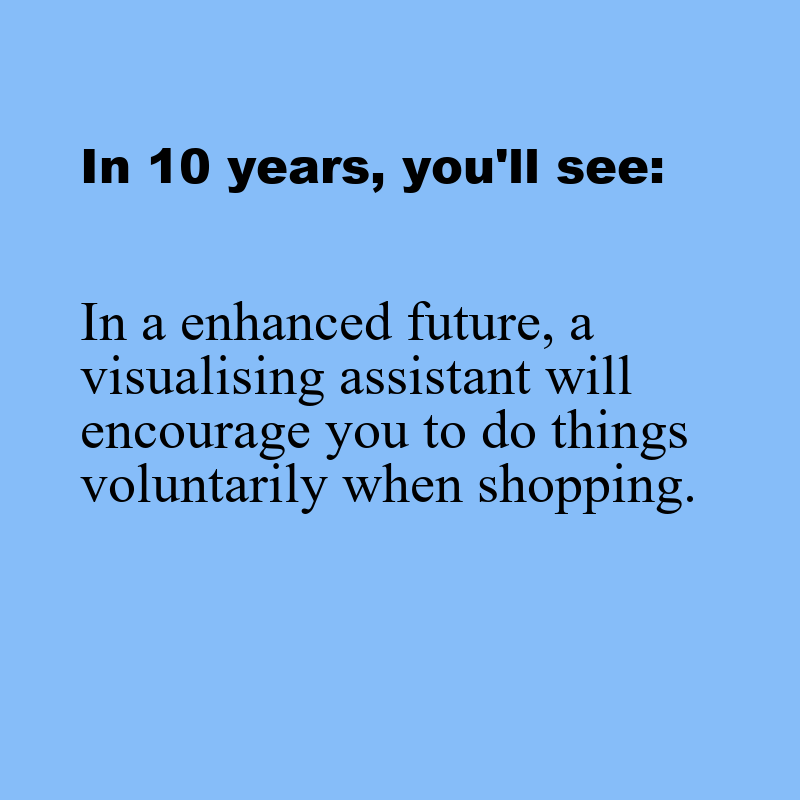 In 10 years, you'll see:
In a enhanced future, a
visualising assistant will
encourage you to do things
voluntarily when shopping.